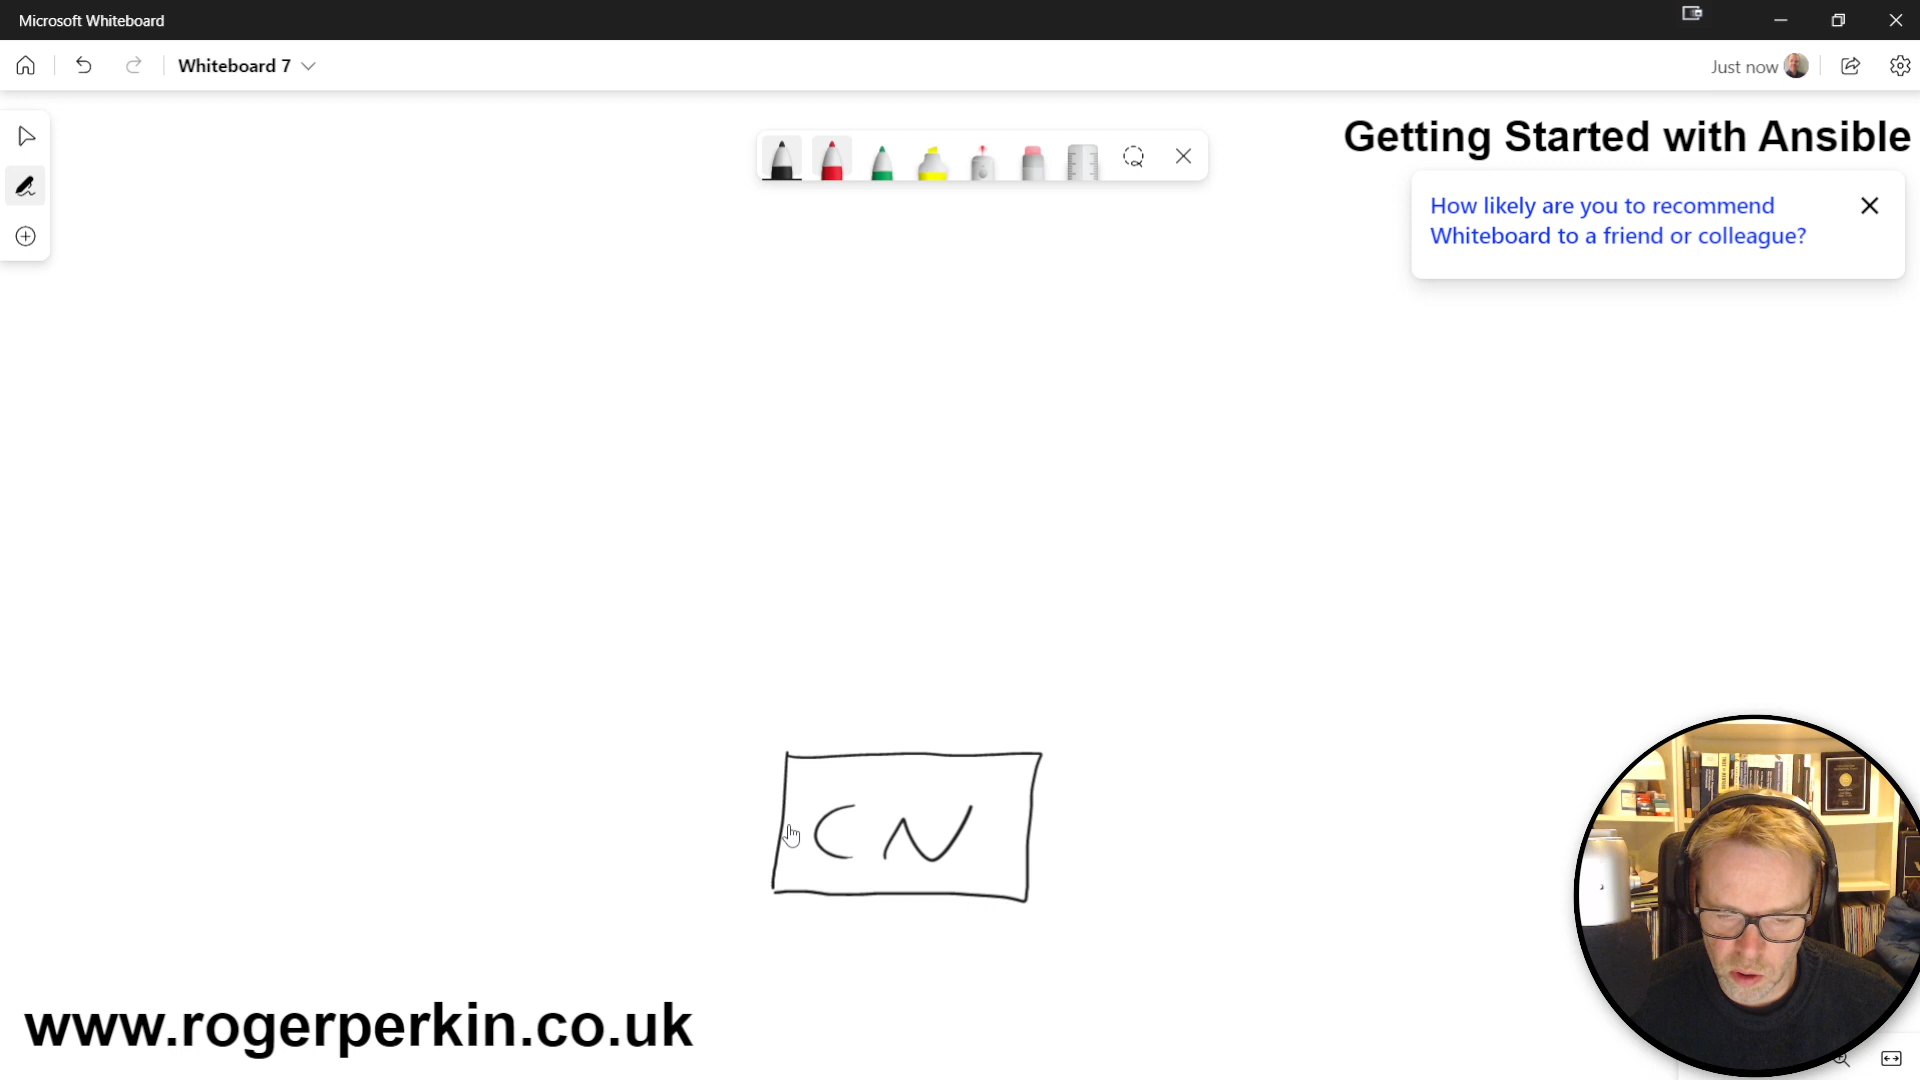 Microsoft Whiteboard
Whiteboard 7
Just now
Getting Started with Ansible
How likely are you to recommend
Whiteboard to a friend or colleague?
CN
www.rogerperkin.co.uk